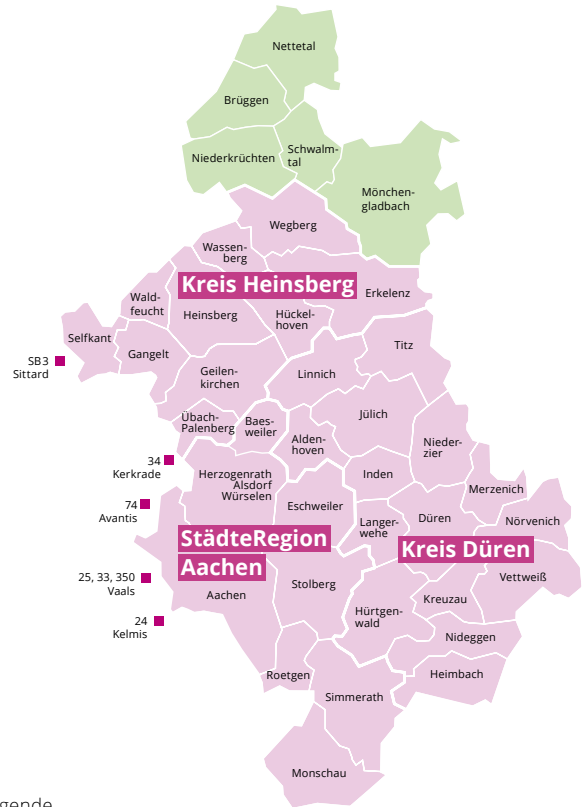 Nettetal
Brüggen
Schwalm-
tal
Niederkrüchten
Mönchen-
gladbach
Wegberg
Wassen-
berg
Kreis Heinsberg
Erkelenz
Wald-
feucht
Heinsberg
Hückel-
hoven
Selfkant
Gangelt
Titz
SB3
Sittard
Geilen-
kirchen
Linnich
Jülich
Übach-
Palenberg
Baes-
weiler
Alden-
hoven
Nieder-
zier
34
Kerkrade
Herzogenrath
Alsdorf
Würselen
Inden
Merzenich
74
Avantis
Eschweiler
Langer-
wehe
Düren
Nörvenich
StädteRegion
Aachen
Kreis Düren
25, 33, 350
Vaals
Aachen
Stolberg
Vettweiß
Kreuzau
Hürtgen-
wald
24
Kelmis
Nideggen
Roetgen
Heimbach
Simmerath
Monschau
gende